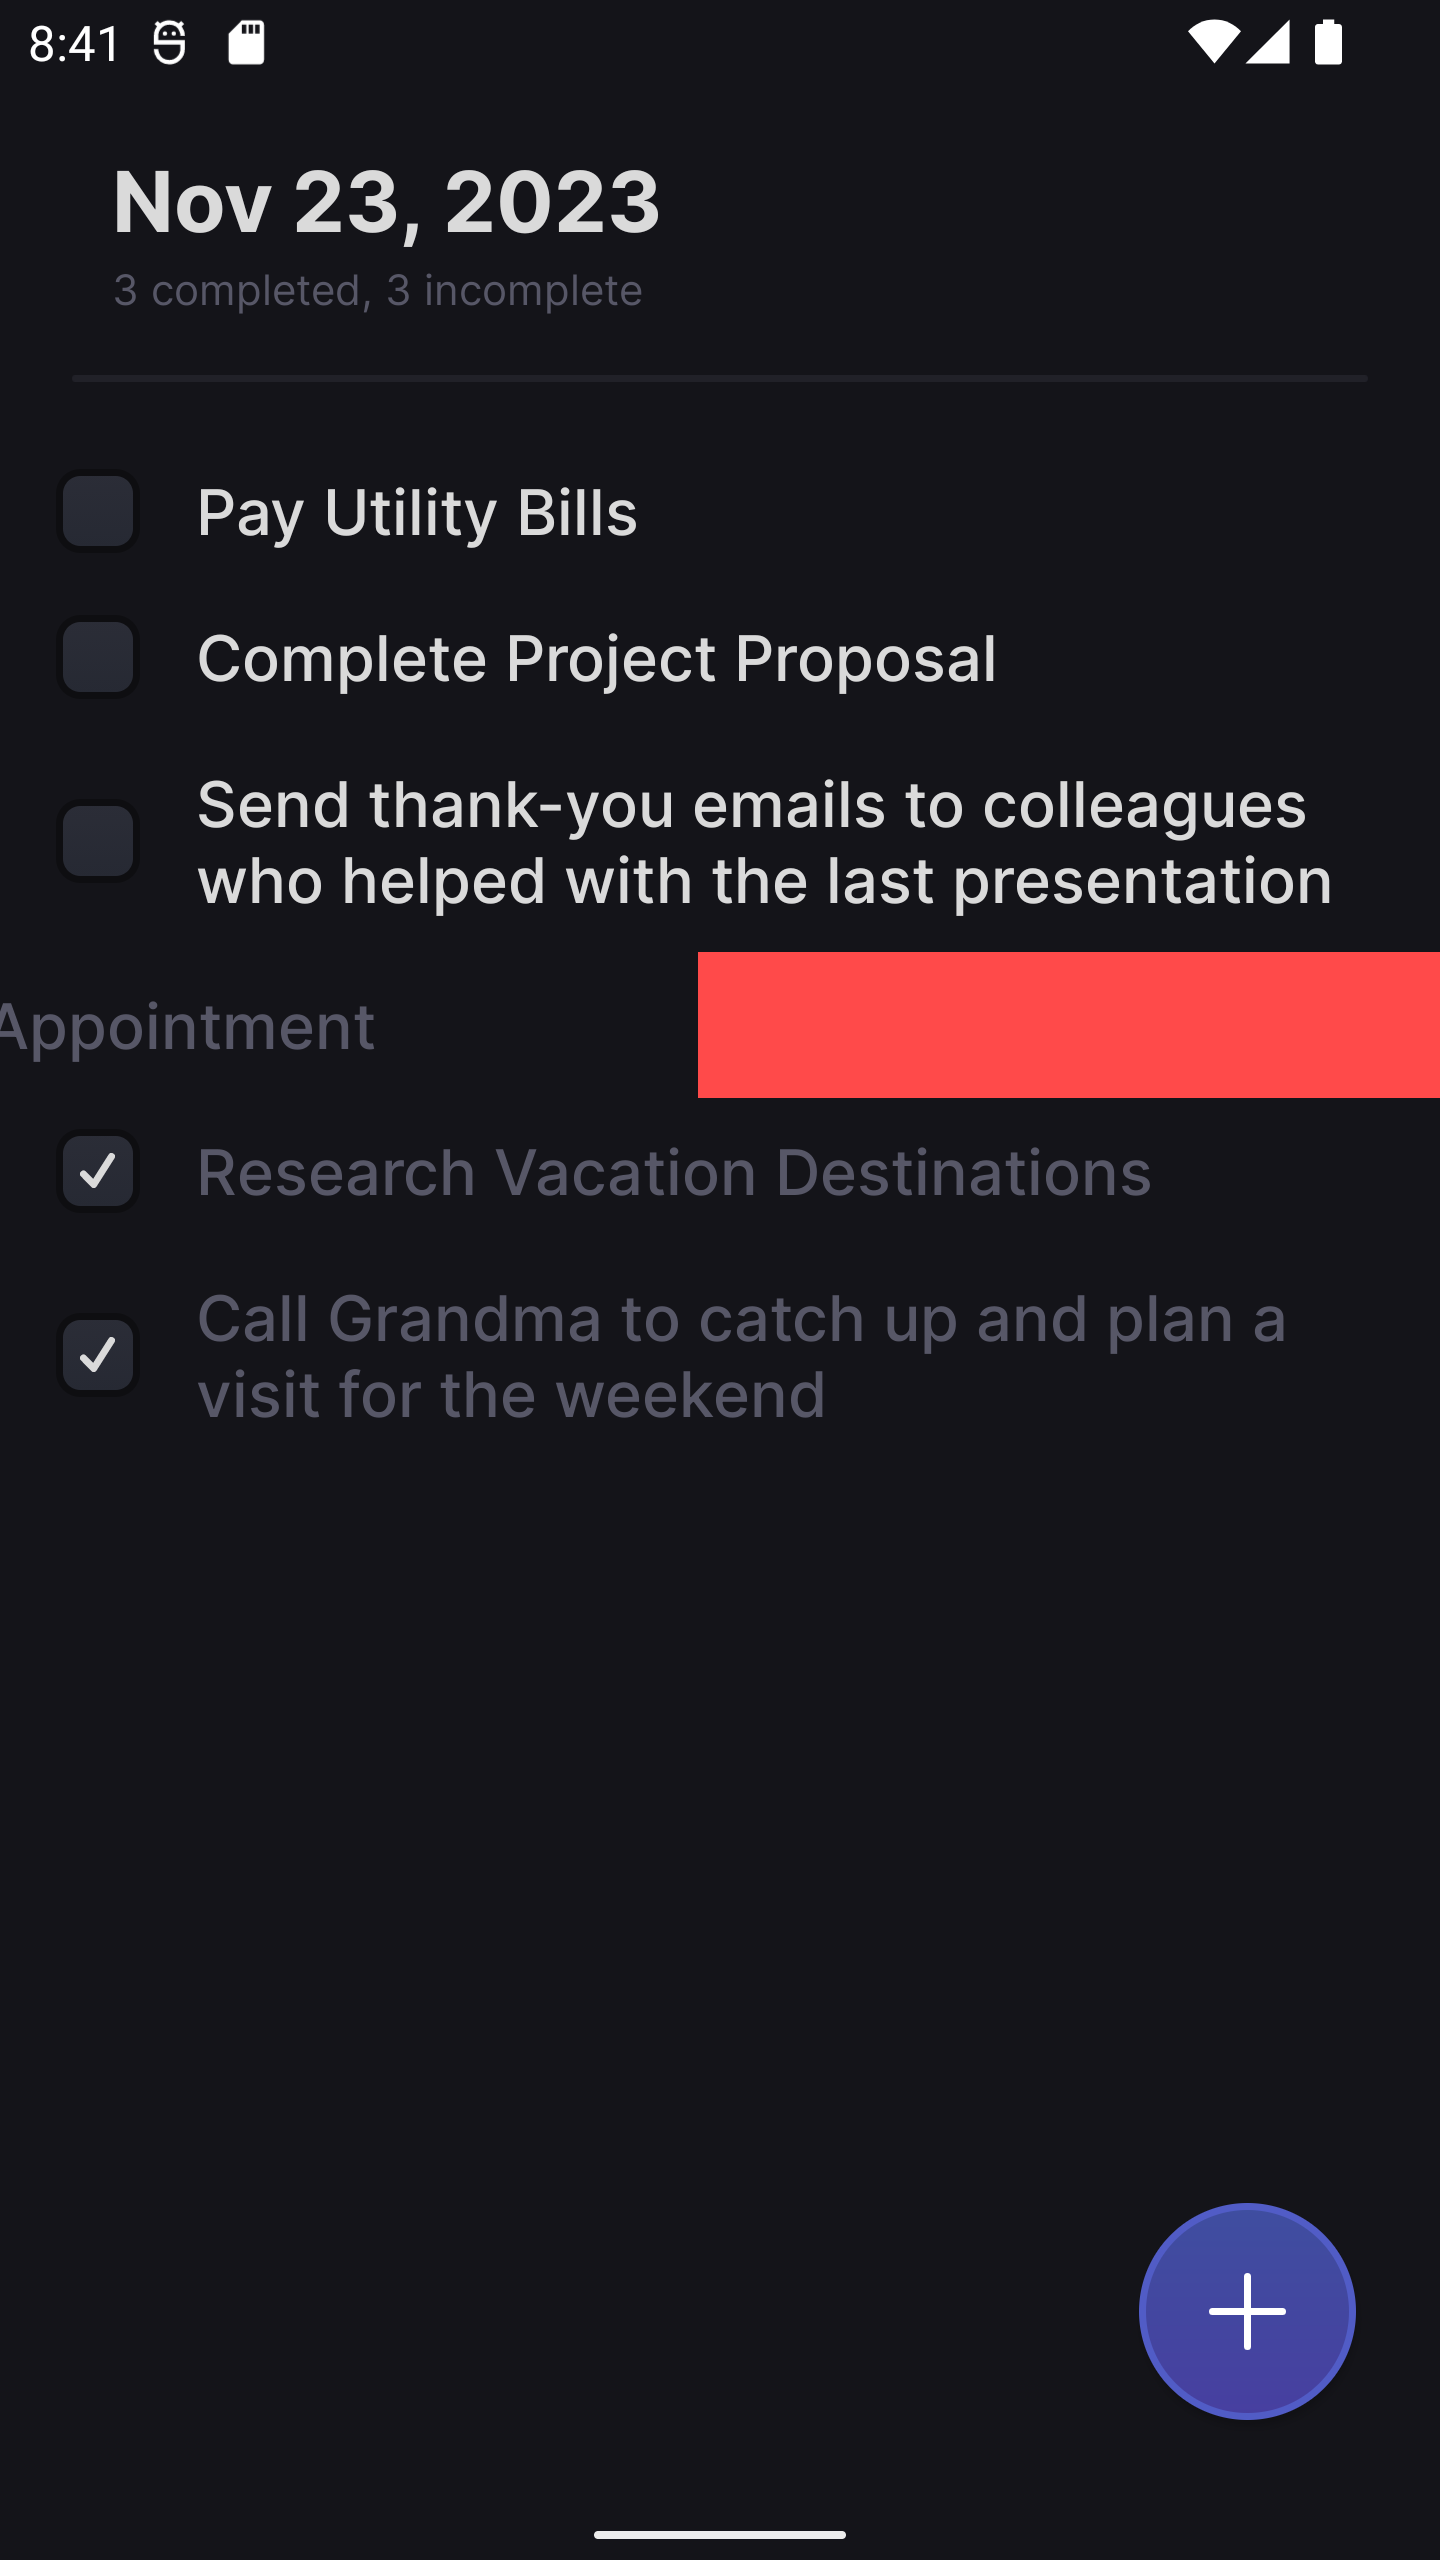 8:41
Nov 23, 2023
3 completed, 3 incomplete
Pay Utility Bills
Complete Project Proposal
Send thank-you emails to colleagues
who helped with the last presentation
Appointment
Research Vacation Destinations
Call Grandma to catch up and plan a
visit for the weekend